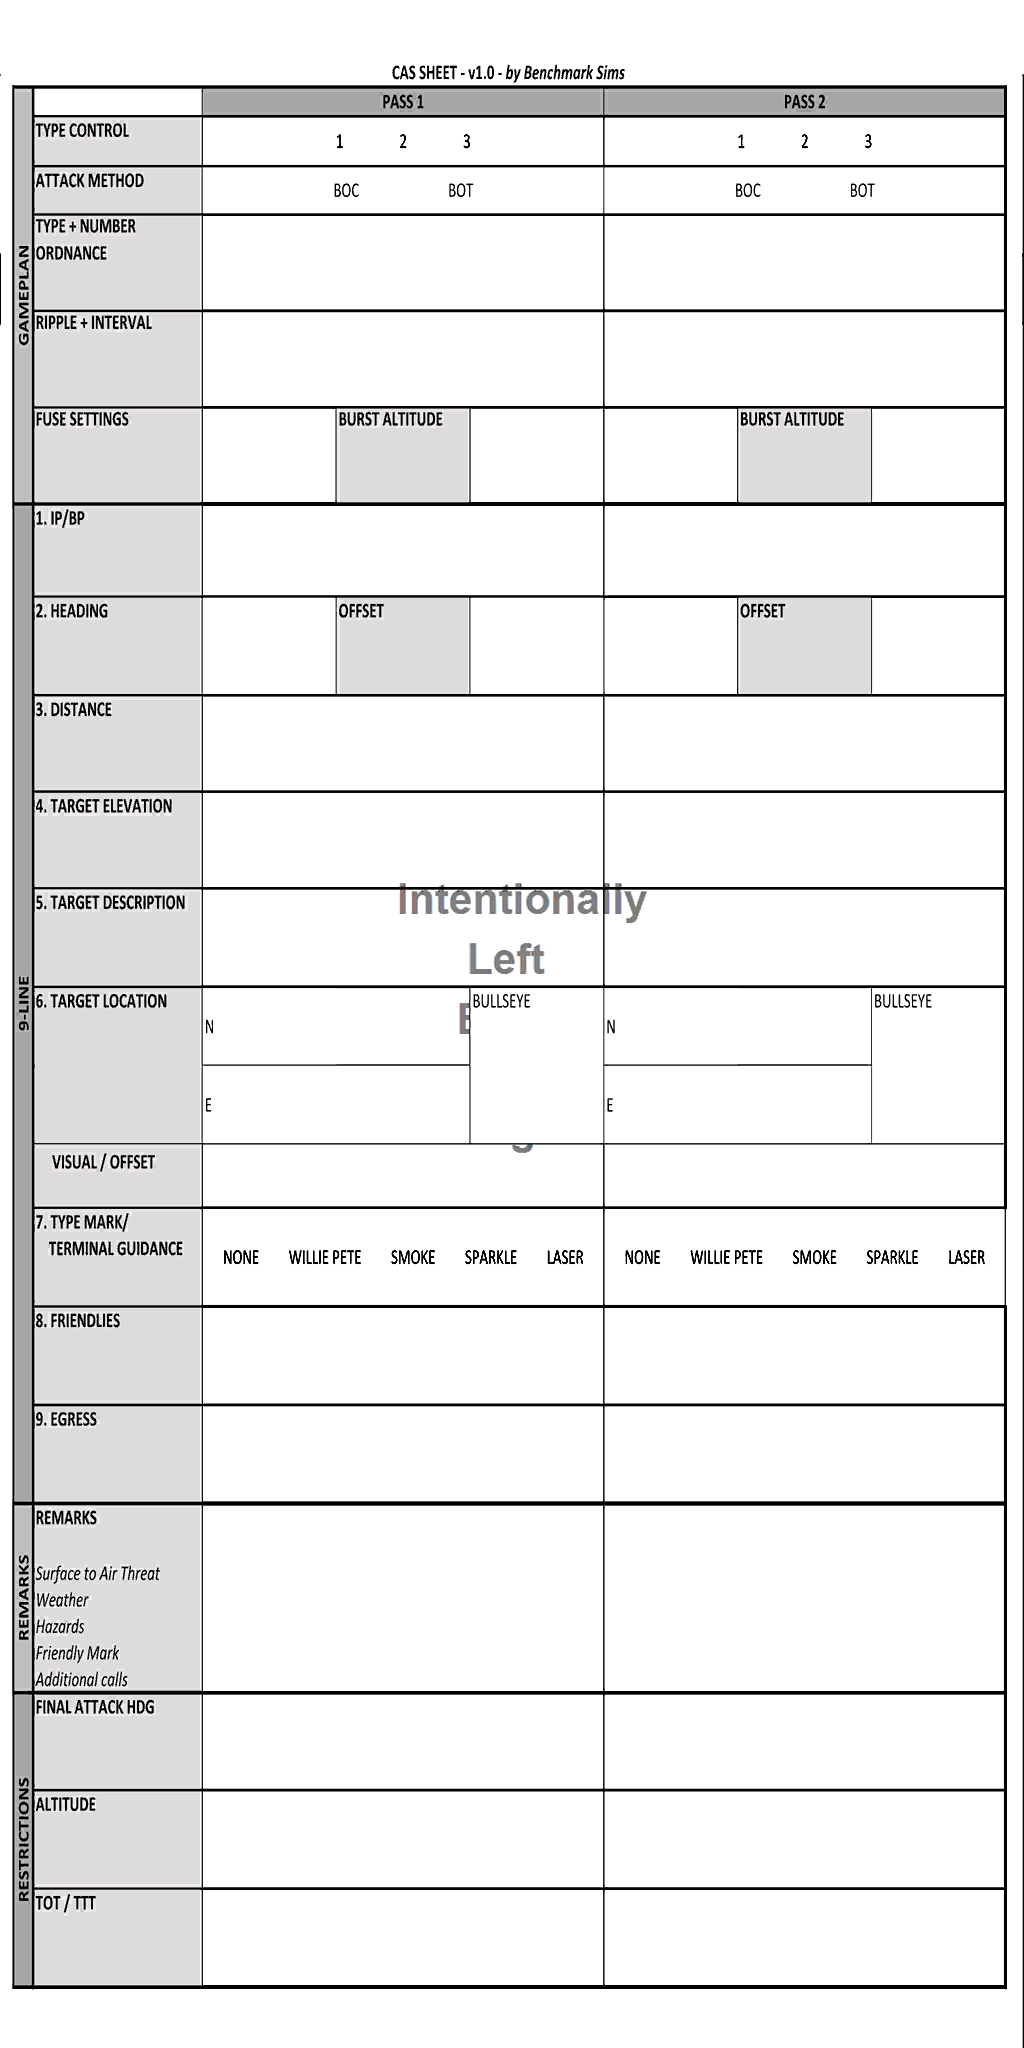 CAS SHEET - v1.0 - by Benchmark Sims
PASS 1 PASS 2
GAMEPLAN
TYPE CONTROL 1 2 3 1 2 3
ATTACK METHOD BOC BOT BOC BOT
TYPE + NUMBER
ORDNANCE
RIPPLE + INTERVAL
FUSE SETTINGS BURST ALTITUDE BURST ALTITUDE
9-LINE
1. IP/BP
2. HEADING OFFSET OFFSET
3. DISTANCE
4. TARGET ELEVATION
Intentionally
5. TARGET DESCRIPTION
Left
6. TARGET LOCATION BULLSEYE BULLSEYE
N N
E E
VISUAL / OFFSET
7. TYPE MARK/
TERMINAL GUIDANCE
NONE WILLIE PETE SMOKE SPARKLE LASER NONE WILLIE PETE SMOKE SPARKLE LASER
8. FRIENDLIES
9. EGRESS
REMARKS
REMARKS
Surface to Air Threat
Weather
Hazards
Friendly Mark
Additional calls
RESTRICTIONS
FINAL ATTACK HDG
ALTITUDE
TOT / TTT